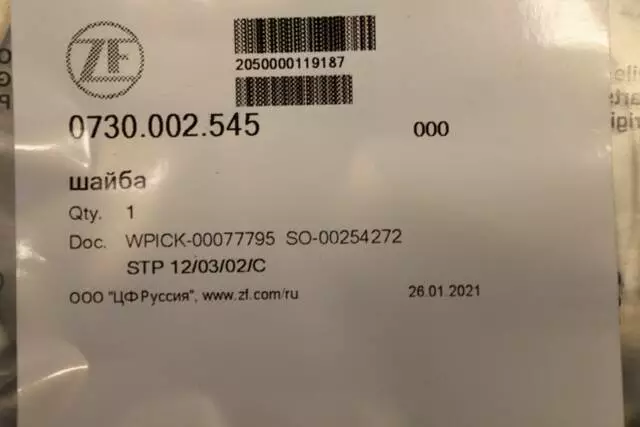 ZF
2050000119187
0730.002.545 000
шайба
Qty. 1
Doc. WPICK-00077795 SO-00254272
STP 12/03/02/C
ООО "ЦФ Руссия", www.zf.com/ru 26.01.2021